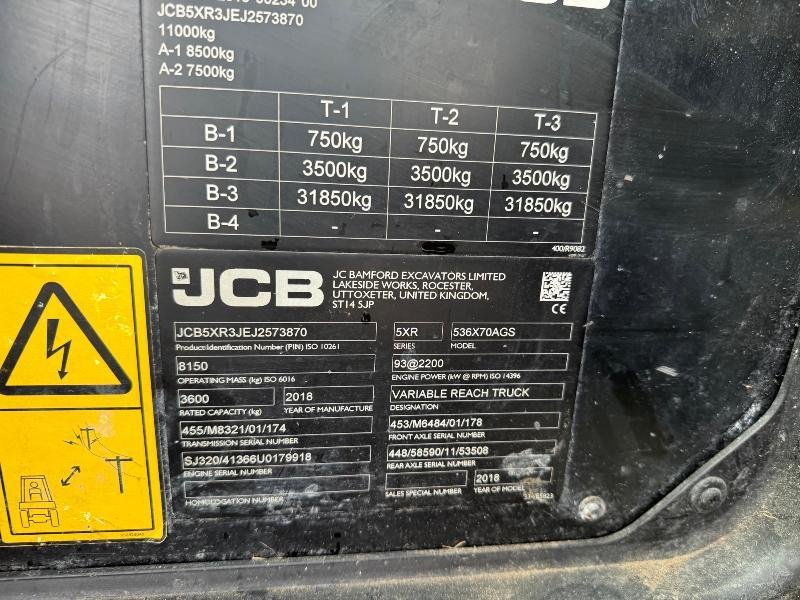 JCB5XR3JEJ2573870
11000kg
A-1 8500kg
A-2 7500kg
T-1 T-2 T-3
B-1 750kg 750kg 750kg
B-2 3500kg 3500kg 3500kg
B-3 31850kg 31850kg 31850kg
B-4 - - -
400/R9082
JCB
JC BAMFORD EXCAVATORS LIMITED
LAKESIDE WORKS, ROCESTER,
UTTOXETER, UNITED KINGDOM,
ST14 5JP
CE
JCB5XR3JEJ2573870 5XR 536X70AGS
Product Identification Number (PIN) ISO 10261 SERIES MODEL
8150 93@2200
OPERATING MASS (kg) ISO 6016 ENGINE POWER (kW @ RPM) ISO 14396
3600 2018 VARIABLE REACH TRUCK
RATED CAPACITY (kg) YEAR OF MANUFACTURE DESIGNATION
455/M8321/01/174 453/M6484/01/178
TRANSMISSION SERIAL NUMBER FRONT AXLE SERIAL NUMBER
SJ320/41366U0179918 448/58590/11/53508
ENGINE SERIAL NUMBER REAR AXLE SERIAL NUMBER
2018
HOMOLOGATION NUMBER SALES SPECIAL NUMBER YEAR OF MODEL